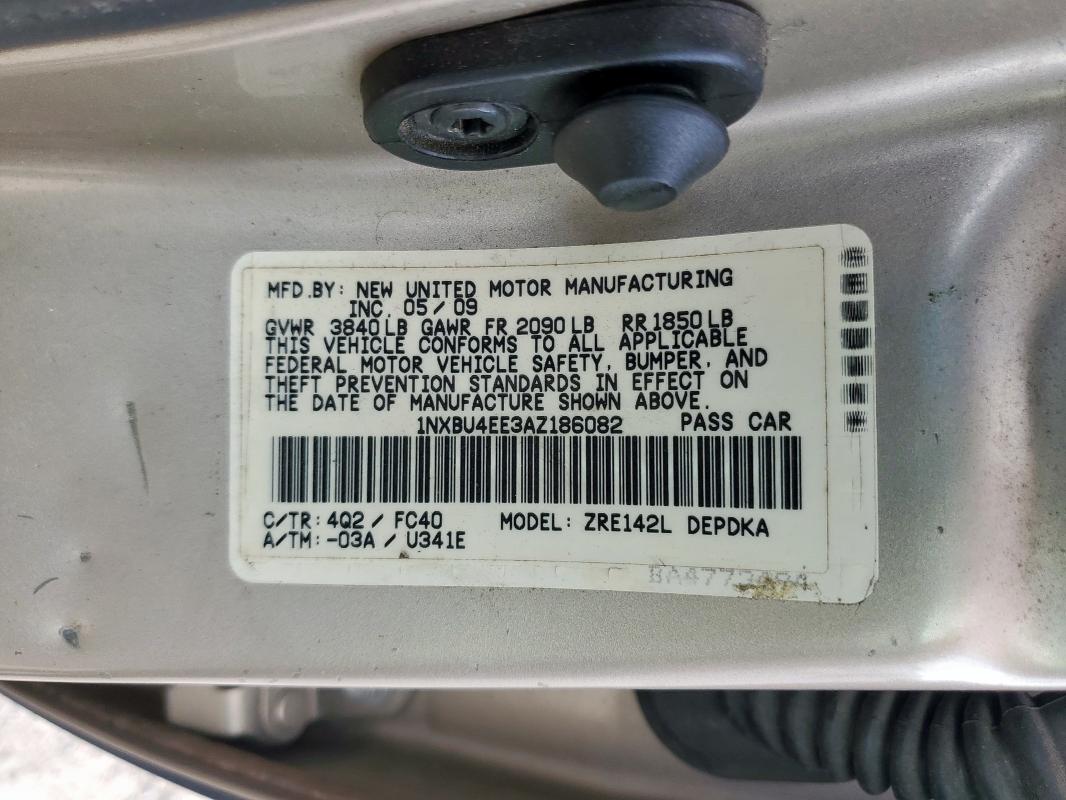 MFD.BY: NEW UNITED MOTOR MANUFACTURING
INC. 05/09
GVWR 3840LB GAWR FR 2090LB RR1850LB
THIS VEHICLE CONFORMS TO ALL APPLICABLE
FEDERAL MOTOR VEHICLE SAFETY, BUMPER, AND
THEFT PREVENTION STANDARDS IN EFFECT ON
THE DATE OF MANUFACTURE SHOWN ABOVE.
1NXBU4EE3AZ186082 PASS CAR
C/TR: 4Q2 / FC40 MODEL: ZRE142L DEPDKA
A/TM: -03A / U341E